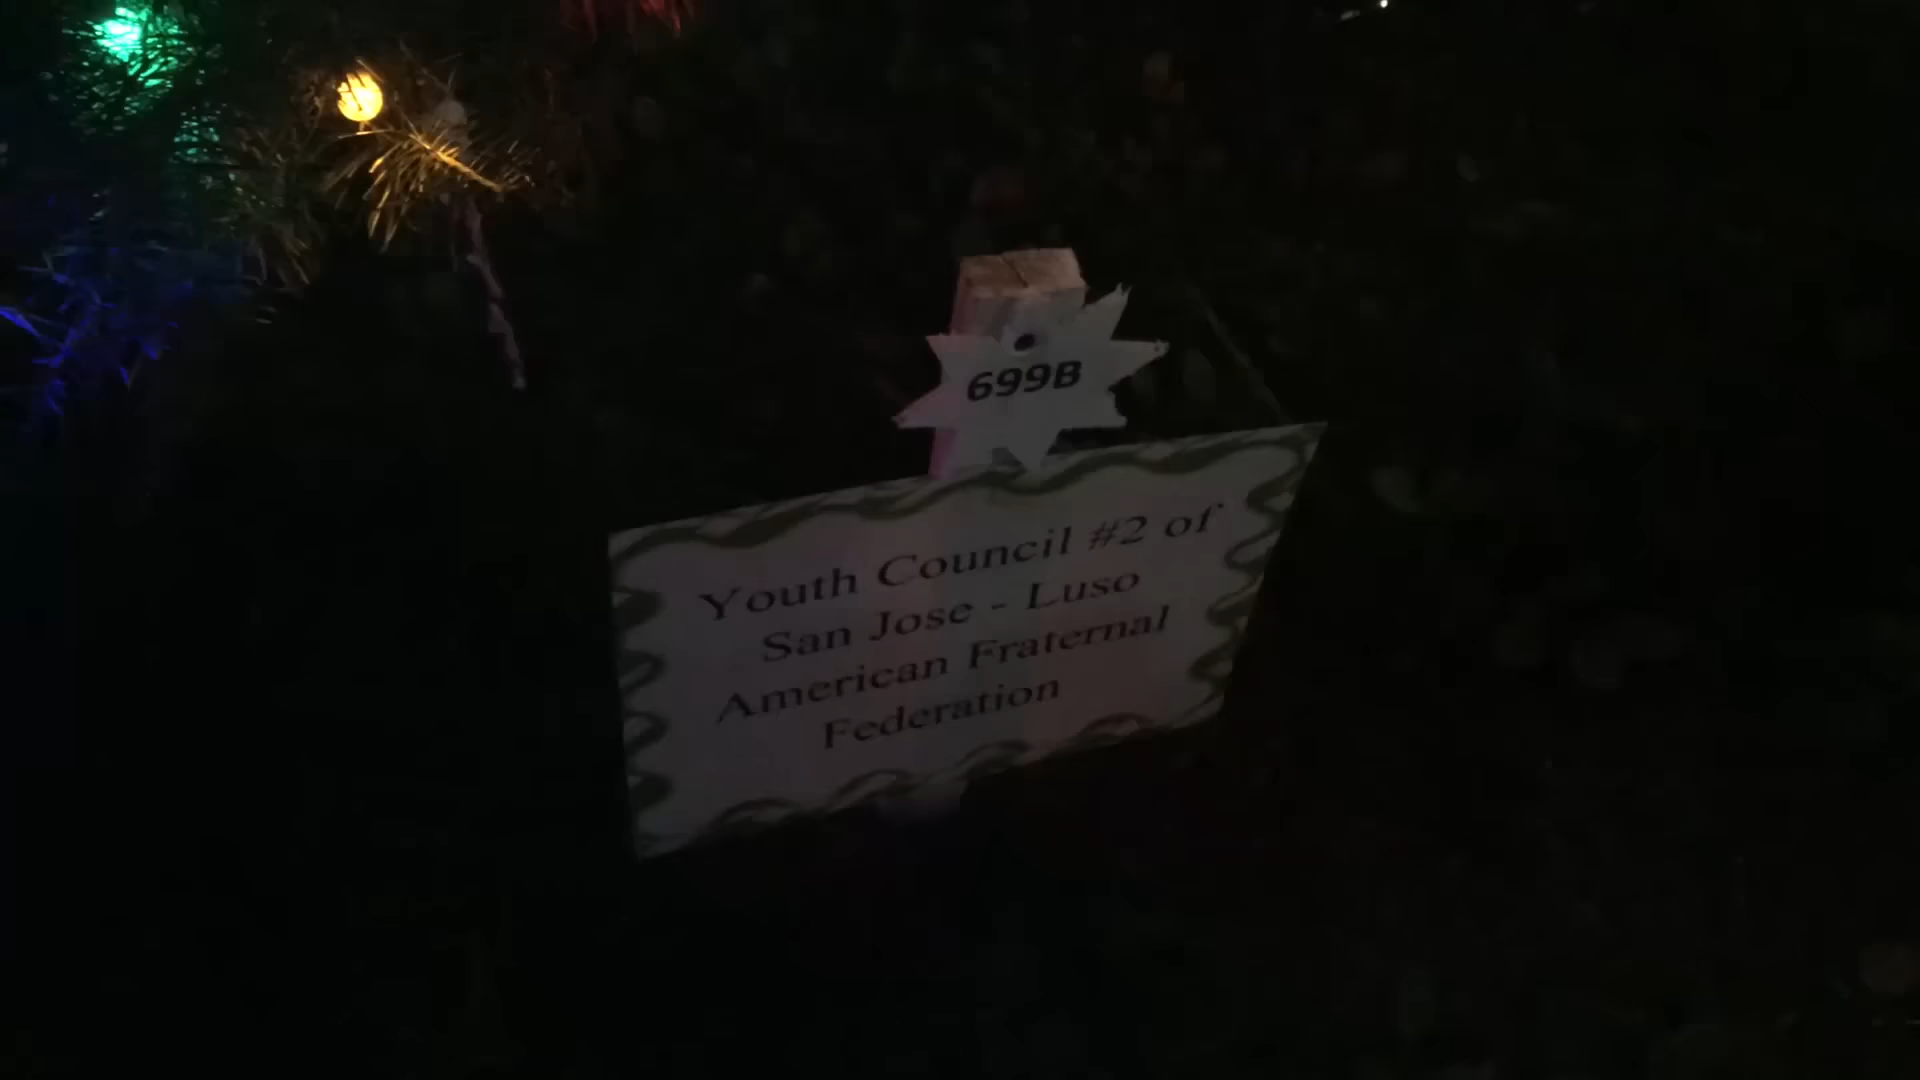 699B
Youth Council #2 of
San Jose - Luso
American Fraternal
Federation